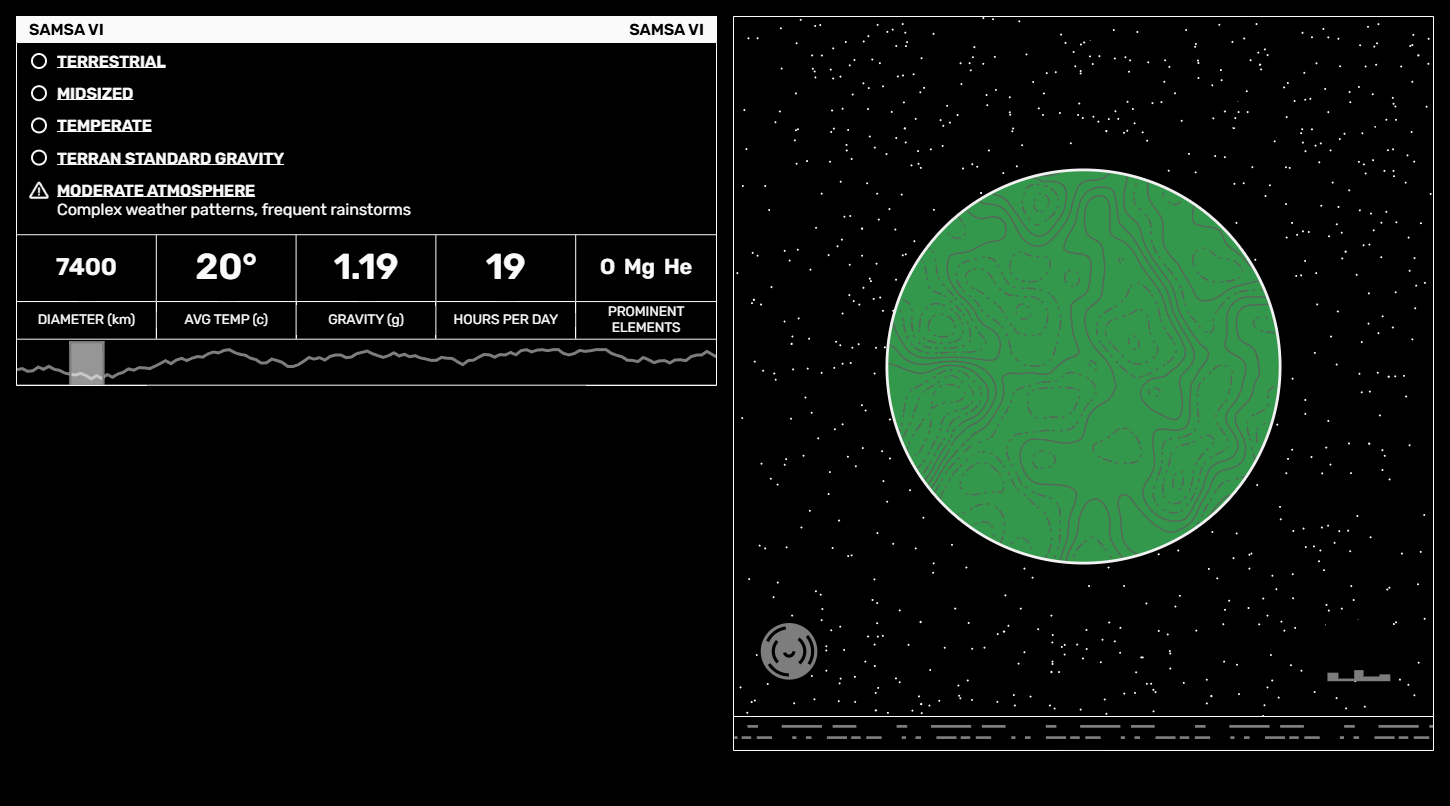 SAMSA VI SAMSA VI
TERRESTRIAL
MIDSIZED
TEMPERATE
TERRAN STANDARD GRAVITY
MODERATE ATMOSPHERE
Complex weather patterns, frequent rainstorms
7400 20° 1.19 19 O Mg He
DIAMETER (km) AVG TEMP (c) GRAVITY (g) HOURS PER DAY PROMINENT
ELEMENTS